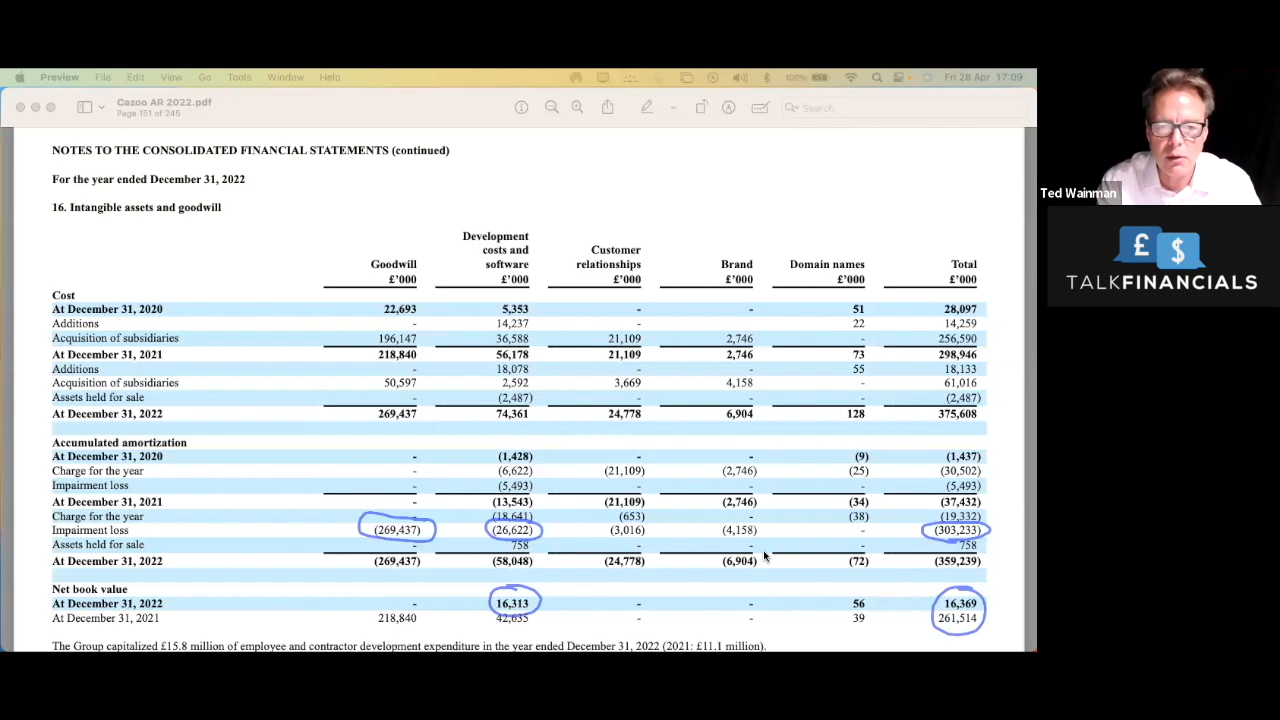 Preview File Edit View Go Tools Window Help 100% Fri 28 Apr 17:09
Cazoo AR 2022.pdf
Page 151 of 245
Search
NOTES TO THE CONSOLIDATED FINANCIAL STATEMENTS (continued)
For the year ended December 31, 2022
16. Intangible assets and goodwill
Development
costs and Customer
Goodwill software relationships Brand Domain names Total
£'000 £'000 £'000 £'000 £'000 £'000
Cost
At December 31, 2020 22,693 5,353 - - 51 28,097
Additions - 14,237 - 22 14,259
Acquisition of subsidiaries 196,147 36,588 21,109 2,746 - 256,590
At December 31, 2021 218,840 56,178 21,109 2,746 73 298,946
Additions - 18,078 - - 55 18,133
Acquisition of subsidiaries 50,597 2,592 3,669 4,158 - 61,016
Assets held for sale - (2,487) - - - (2,487)
At December 31, 2022 269,437 74,361 24,778 6,904 128 375,608
Accumulated amortization
At December 31, 2020 - (1,428) - - (9) (1,437)
Charge for the year - (6,622) (21,109) (2,746) (25) (30,502)
Impairment loss - (5,493) - - - (5,493)
At December 31, 2021 - (13,543) (21,109) (2,746) (34) (37,432)
Charge for the year - (18,641) (653) - (38) (19,332)
Impairment loss (269,437) (26,622) (3,016) (4,158) - (303,233)
Assets held for sale - 758 - - - 758
At December 31, 2022 (269,437) (58,048) (24,778) (6,904) (72) (359,239)
Net book value
At December 31, 2022 - 16,313 - - 56 16,369
At December 31, 2021 218,840 42,635 - - 39 261,514
The Group capitalized £15.8 million of employee and contractor development expenditure in the year ended December 31, 2022 (2021: £11.1 million).
Ted Wainman
£ $
TALKFINANCIALS